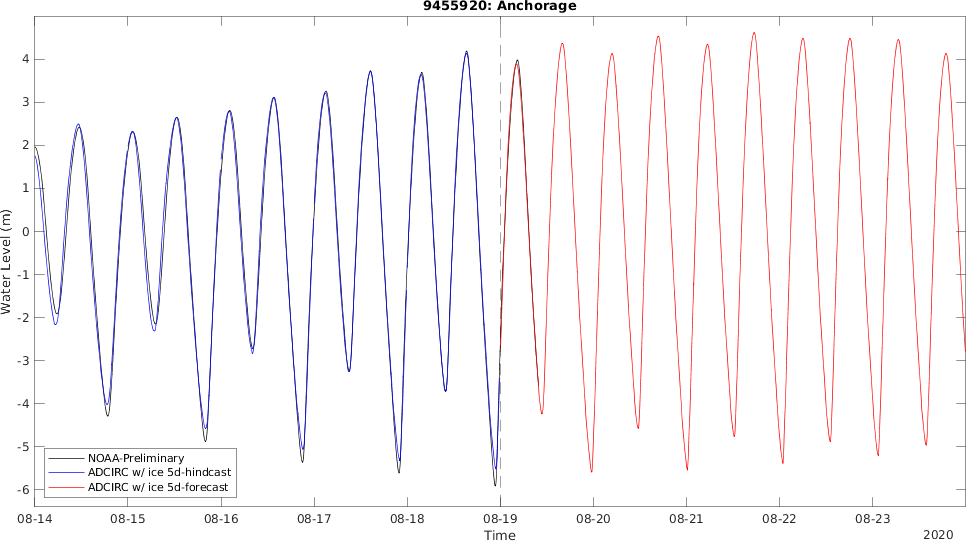 9455920: Anchorage
4
3
2
1
0
-1
-2
-3
-4
-5
-6
Water Level (m)
NOAA-Preliminary
ADCIRC w/ ice 5d-hindcast
ADCIRC w/ ice 5d-forecast
08-14 08-15 08-16 08-17 08-18 08-19 08-20 08-21 08-22 08-23
Time
2020